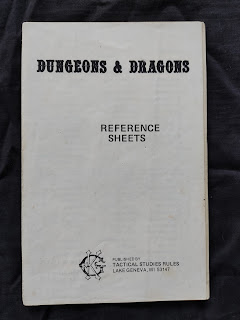 DUNGEONS & DRAGONS
REFERENCE
SHEETS
PUBLISHED BY
TACTICAL STUDIES RULES
LAKE GENEVA, WI 53147